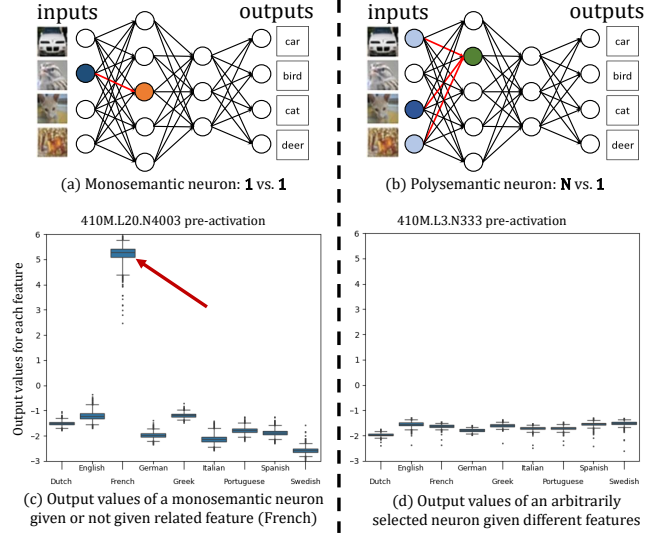 inputs
outputs
car
bird
cat
deer
(a) Monosemantic neuron: 1 vs. 1
inputs
outputs
car
bird
cat
deer
(b) Polysemantic neuron: N vs. 1
410M.L20.N4003 pre-activation
Output values for each feature
6
5
4
3
2
1
0
−1
−2
−3
Dutch
English
French
German
Greek
Italian
Portuguese
Spanish
Swedish
(c) Output values of a monosemantic neuron
given or not given related feature (French)
410M.L3.N333 pre-activation
6
5
4
3
2
1
0
−1
−2
−3
Dutch
English
French
German
Greek
Italian
Portuguese
Spanish
Swedish
(d) Output values of an arbitrarily
selected neuron given different features